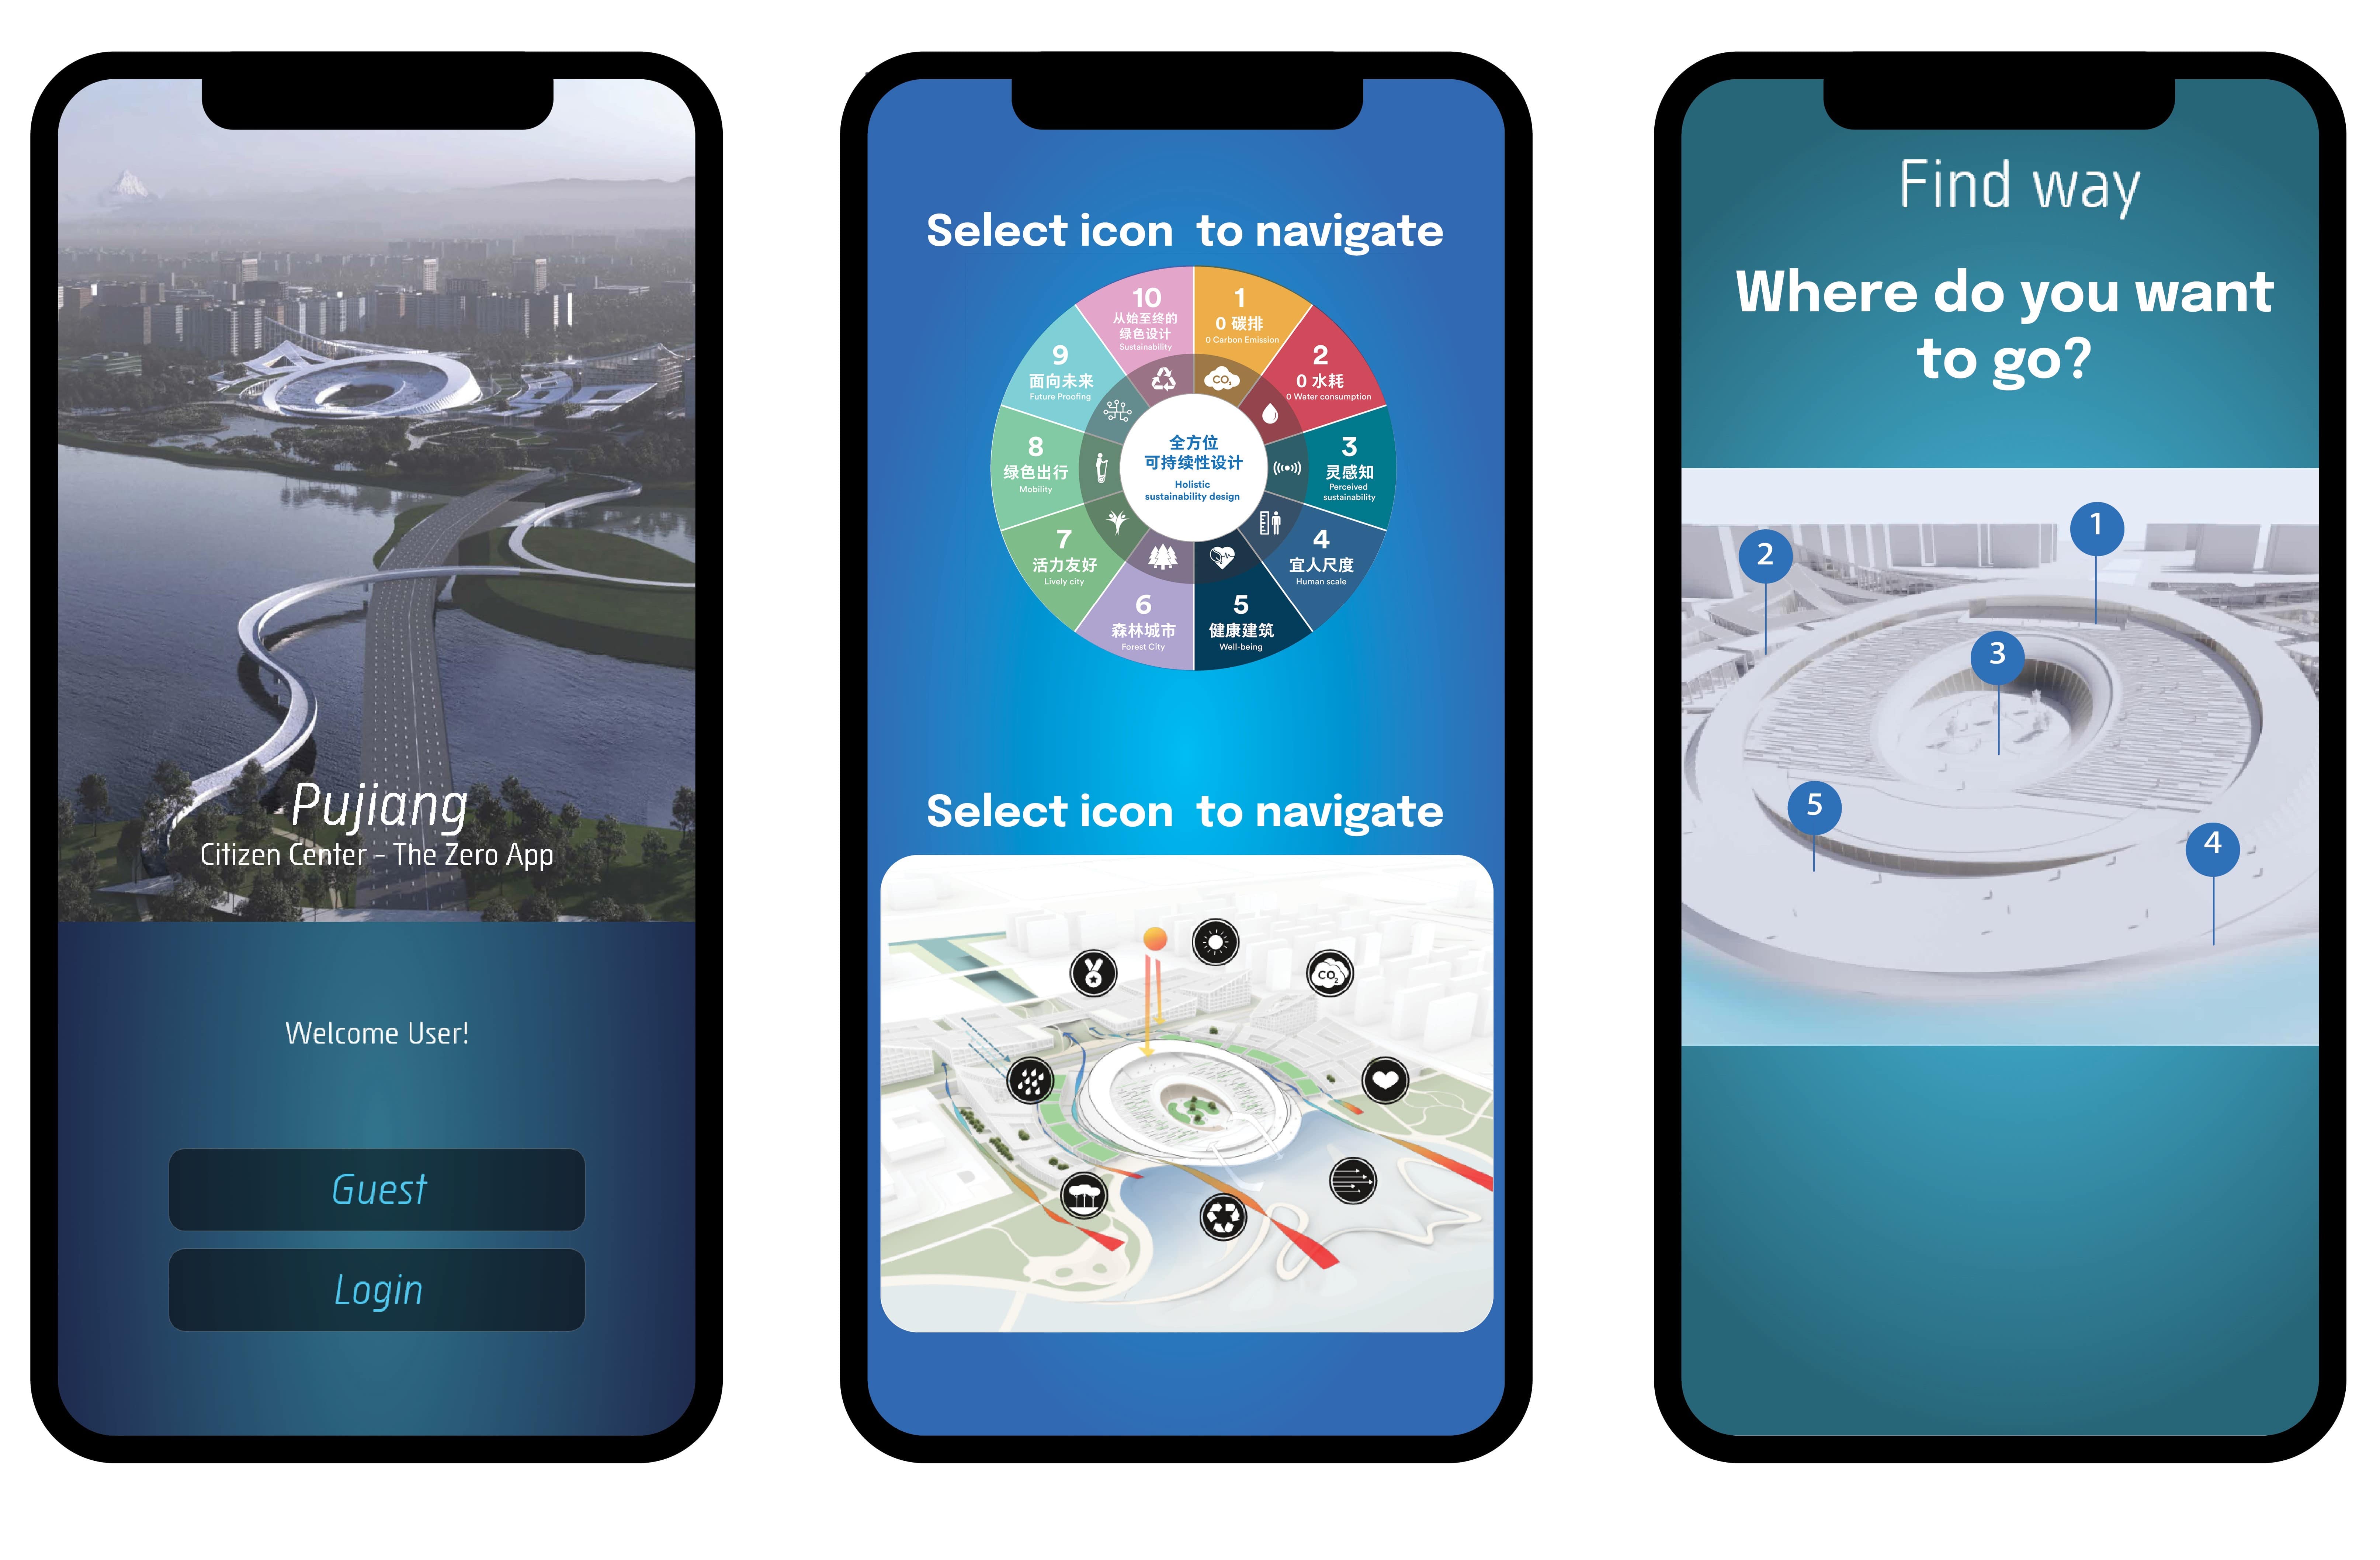 Pujiang
Citizen Center - The Zero App
Welcome User!
Guest
Login
Select icon  to navigate
1
0 碳排
0 Carbon Emission
2
0 水耗
0 Water consumption
3
灵感知
Perceived
sustainability
4
宜人尺度
Human scale
5
健康建筑
Well-being
6
森林城市
Forest City
7
活力友好
Lively city
8
绿色出行
Mobility
9
面向未来
Future Proofing
10
从始至终的
绿色设计
Sustainability
CO₂
全方位
可持续性设计
Holistic
sustainability design
Select icon  to navigate
CO₂
Find way
Where do you want
to go?
1
2
3
5
4